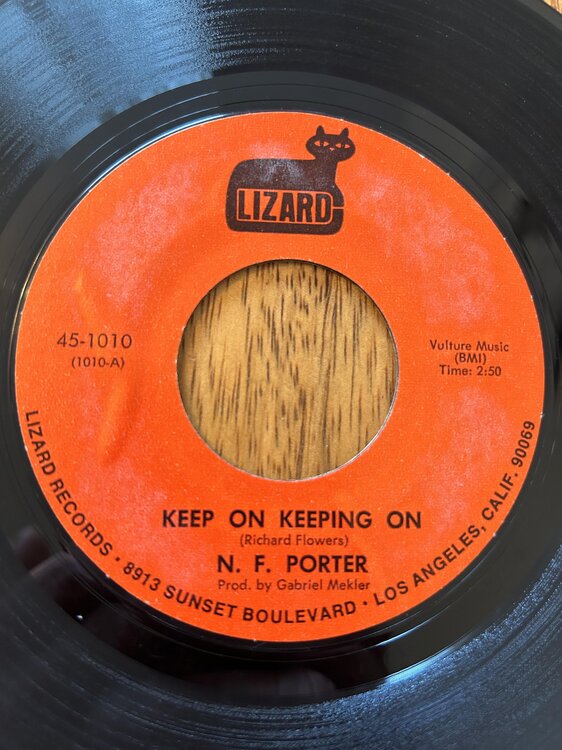 LIZARD
45-1010
(1010-A)
Vulture Music
(BMI)
Time: 2:50
KEEP ON KEEPING ON
(Richard Flowers)
N. F. PORTER
Prod. by Gabriel Mekler
LIZARD RECORDS • 8913 SUNSET BOULEVARD • LOS ANGELES, CALIF. 90069